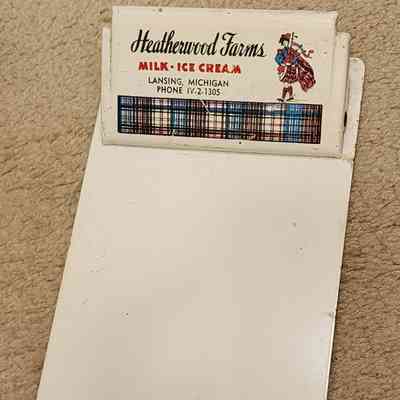 Heatherwood Farms
MILK · ICE CREAM
LANSING, MICHIGAN
PHONE IV-2-1305